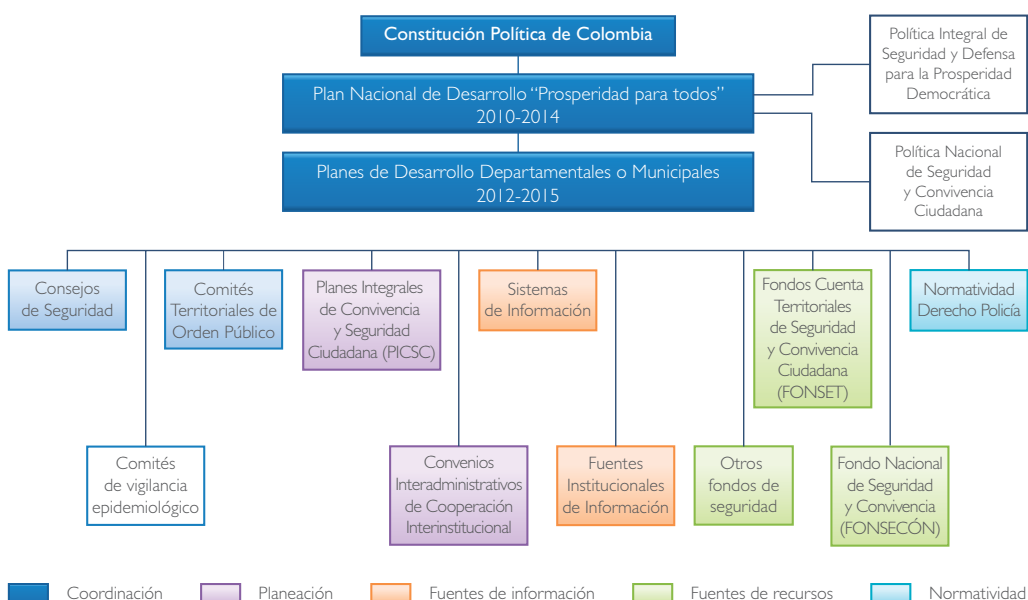 Constitución Política de Colombia
Plan Nacional de Desarrollo “Prosperidad para todos”
2010-2014
Planes de Desarrollo Departamentales o Municipales
2012-2015
Política Integral de
Seguridad y Defensa
para la Prosperidad
Democrática
Política Nacional
de Seguridad
y Convivencia
Ciudadana
Consejos
de Seguridad
Comités
Territoriales de
Orden Público
Planes Integrales
de Convivencia
y Seguridad
Ciudadana (PICSC)
Sistemas
de Información
Fondos Cuenta
Territoriales
de Seguridad
y Convivencia
Ciudadana
(FONSET)
Normatividad
Derecho Policía
Comités
de vigilancia
epidemiológico
Convenios
Interadministrativos
de Cooperación
Interinstitucional
Fuentes
Institucionales
de Información
Otros
fondos de
seguridad
Fondo Nacional
de Seguridad
y Convivencia
(FONSECÓN)
Coordinación
Planeación
Fuentes de información
Fuentes de recursos
Normatividad